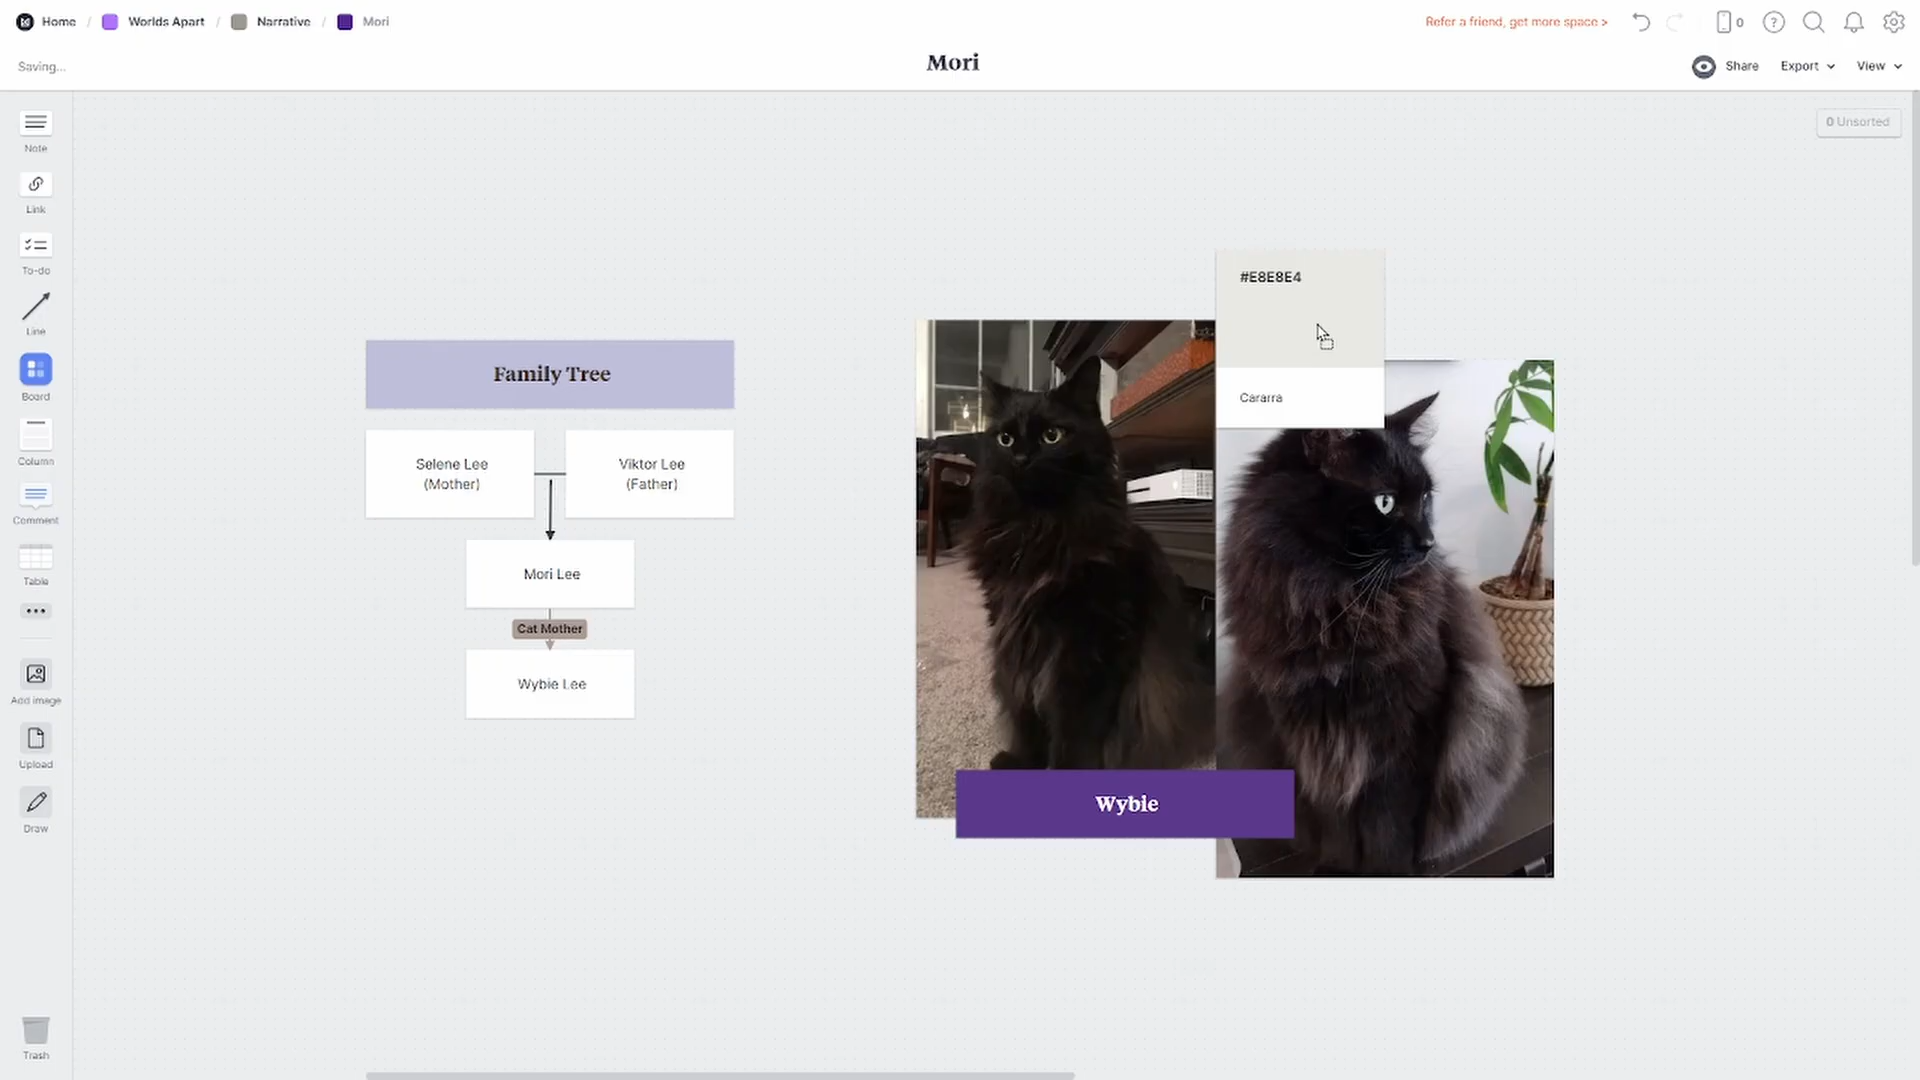 Home / Worlds Apart / Narrative / Mori
Refer a friend, get more space >
0
Saving...
Mori
Share
Export
View
0 Unsorted
Note
Link
To-do
Line
Board
Column
Comment
Table
Add image
Upload
Draw
Trash
Family Tree
Selene Lee
(Mother)
Viktor Lee
(Father)
Mori Lee
Cat Mother
Wybie Lee
#E8E8E4
Cararra
Wybie